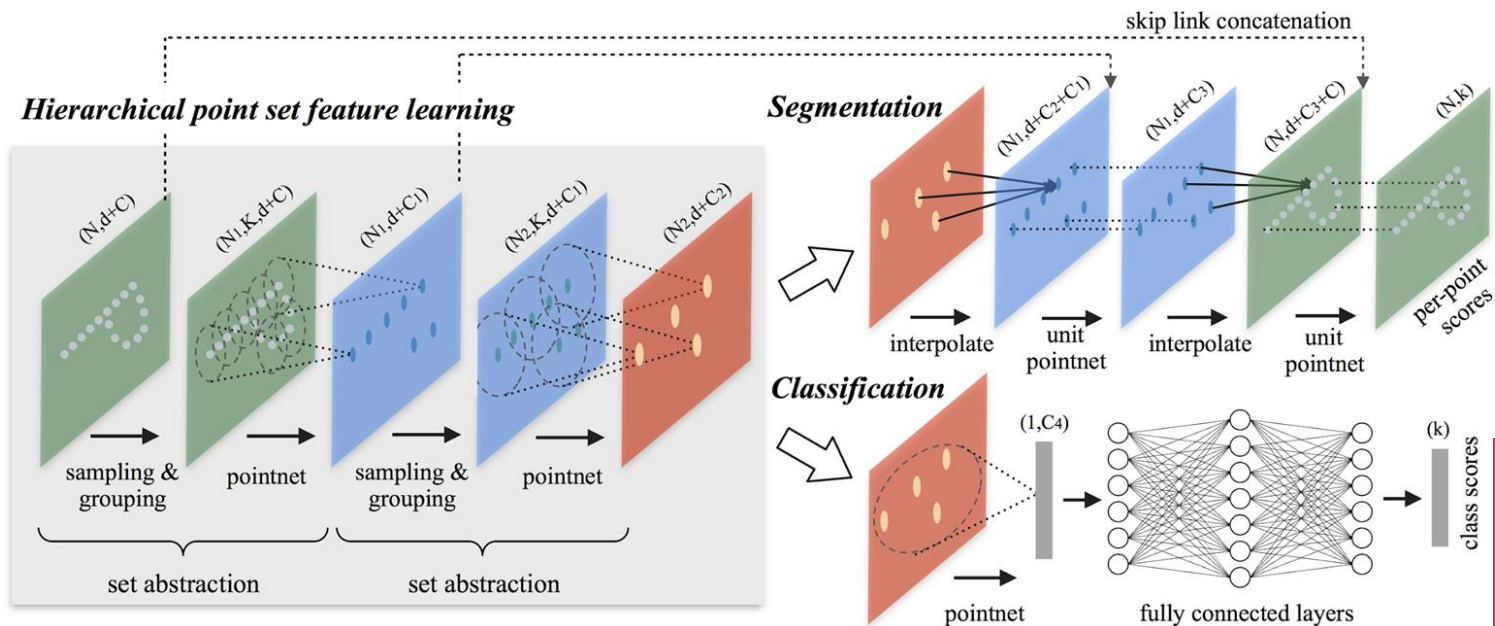 skip link concatenation
Hierarchical point set feature learning
(N,d+C)
(N1,K,d+C)
(N1,d+C1)
(N2,K,d+C1)
(N2,d+C2)
sampling &
grouping
pointnet
sampling &
grouping
pointnet
set abstraction
set abstraction
Segmentation
(N1,d+C2+C1)
(N1,d+C3)
(N,d+C3+C)
(N,k)
interpolate
unit
pointnet
interpolate
unit
pointnet
per-point
scores
Classification
(1,C4)
(k)
class scores
pointnet
fully connected layers